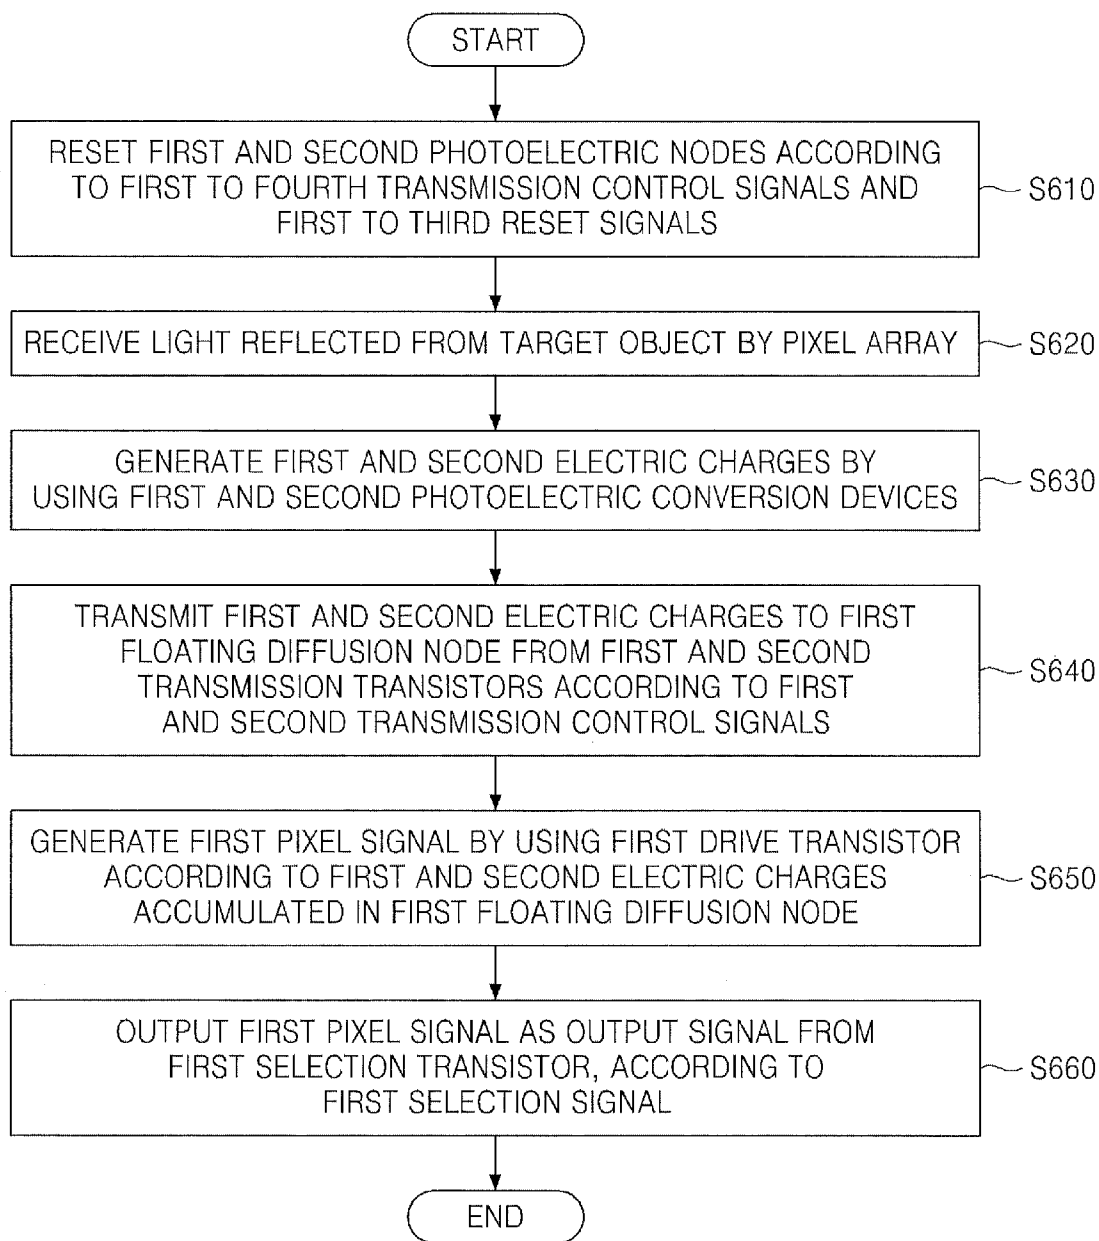 START
RESET FIRST AND SECOND PHOTOELECTRIC NODES ACCORDING
TO FIRST TO FOURTH TRANSMISSION CONTROL SIGNALS AND
FIRST TO THIRD RESET SIGNALS
S610
RECEIVE LIGHT REFLECTED FROM TARGET OBJECT BY PIXEL ARRAY
S620
GENERATE FIRST AND SECOND ELECTRIC CHARGES BY
USING FIRST AND SECOND PHOTOELECTRIC CONVERSION DEVICES
S630
TRANSMIT FIRST AND SECOND ELECTRIC CHARGES TO FIRST
FLOATING DIFFUSION NODE FROM FIRST AND SECOND
TRANSMISSION TRANSISTORS ACCORDING TO FIRST
AND SECOND TRANSMISSION CONTROL SIGNALS
S640
GENERATE FIRST PIXEL SIGNAL BY USING FIRST DRIVE TRANSISTOR
ACCORDING TO FIRST AND SECOND ELECTRIC CHARGES
ACCUMULATED IN FIRST FLOATING DIFFUSION NODE
S650
OUTPUT FIRST PIXEL SIGNAL AS OUTPUT SIGNAL FROM
FIRST SELECTION TRANSISTOR, ACCORDING TO
FIRST SELECTION SIGNAL
S660
END